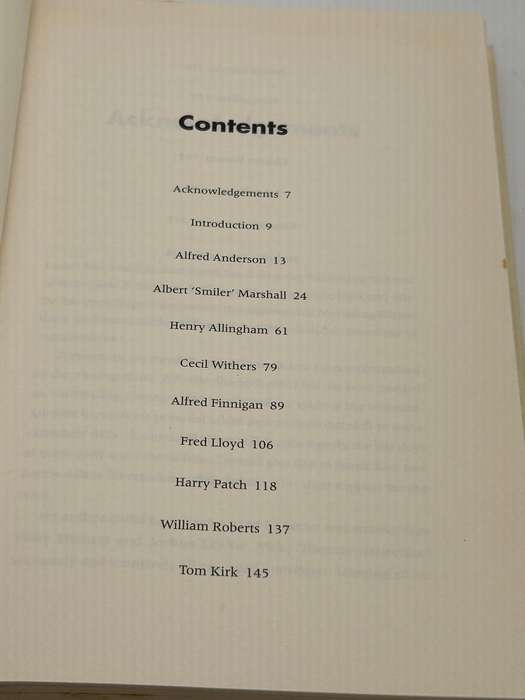 Contents
Acknowledgements 7
Introduction 9
Alfred Anderson 13
Albert ‘Smiler’ Marshall 24
Henry Allingham 61
Cecil Withers 79
Alfred Finnigan 89
Fred Lloyd 106
Harry Patch 118
William Roberts 137
Tom Kirk 145